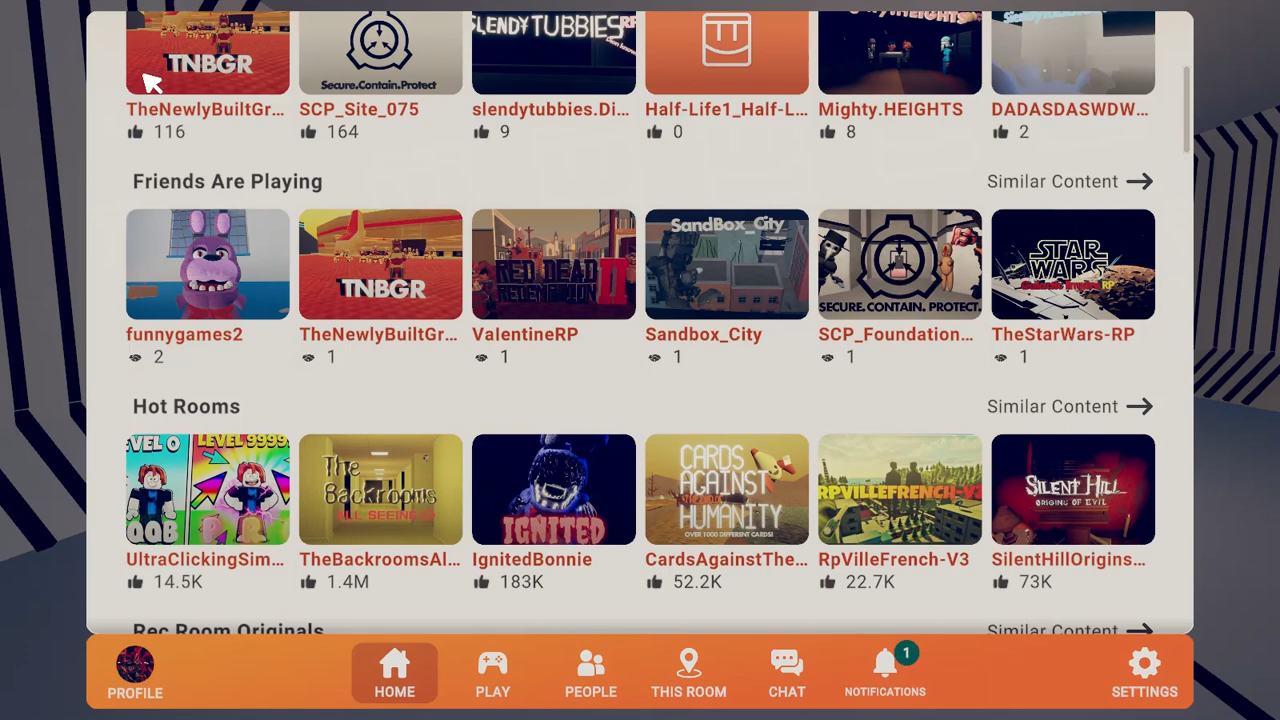 TNBGR
Secure.Contain.Protect
SLENDYTUBBIES
TheNewlyBuiltGr...
SCP_Site_075
slendytubbies.Di...
Half-Life1_Half-L...
Mighty.HEIGHTS
DADASDASWDW...
116
164
9
0
8
2
Friends Are Playing
Similar Content
TNBGR
RED DEAD
REDEMPTION II
SandBox_City
SECURE. CONTAIN. PROTECT.
STAR
WARS
funnygames2
TheNewlyBuiltGr...
ValentineRP
Sandbox_City
SCP_Foundation...
TheStarWars-RP
2
1
1
1
1
1
Hot Rooms
Similar Content
LEVEL 9999
The
Backrooms
IGNITED
CARDS
AGAINST
HUMANITY
OVER 1000 DIFFERENT CARDS!
RPVILLEFRENCH-V3
SILENT HILL
ORIGINS OF EVIL
UltraClickingSim...
TheBackroomsAl...
IgnitedBonnie
CardsAgainstThe...
RpVilleFrench-V3
SilentHillOrigins...
14.5K
1.4M
183K
52.2K
22.7K
73K
Rec Room Originals
Similar Content
PROFILE
HOME
PLAY
PEOPLE
THIS ROOM
CHAT
1
NOTIFICATIONS
SETTINGS